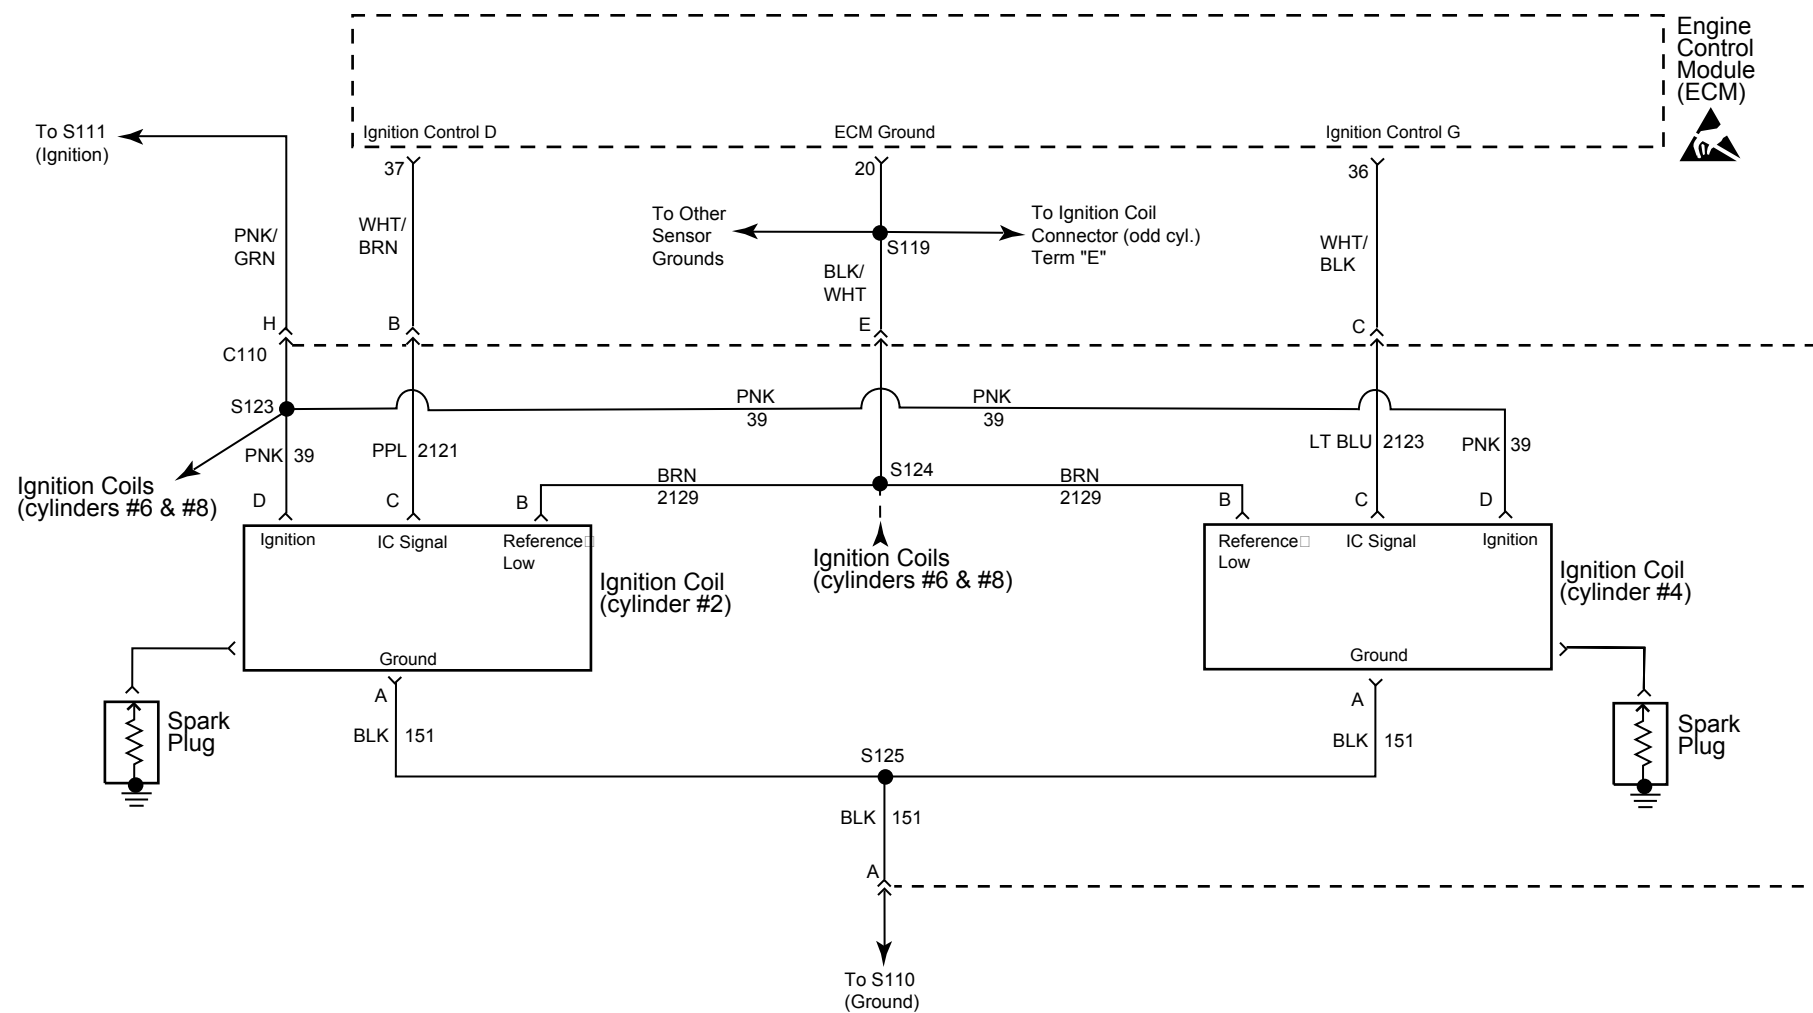 Engine
Control
Module
(ECM)
Ignition Control D
ECM Ground
Ignition Control G
To S111
(Ignition)
37
20
36
PNK/
GRN
WHT/
BRN
To Other
Sensor
Grounds
S119
To Ignition Coil
Connector (odd cyl.)
Term "E"
BLK/
WHT
WHT/
BLK
H
B
E
C
C110
S123
PNK
39
PNK
39
PNK 39
PPL 2121
LT BLU 2123
PNK 39
Ignition Coils
(cylinders #6 & #8)
BRN
2129
S124
BRN
2129
D
C
B
B
C
D
Ignition
IC Signal
Reference
Low
Ignition Coils
(cylinders #6 & #8)
Reference
Low
IC Signal
Ignition
Ignition Coil
(cylinder #2)
Ignition Coil
(cylinder #4)
Ground
Ground
A
A
Spark
Plug
BLK 151
S125
BLK 151
Spark
Plug
BLK 151
A
To S110
(Ground)